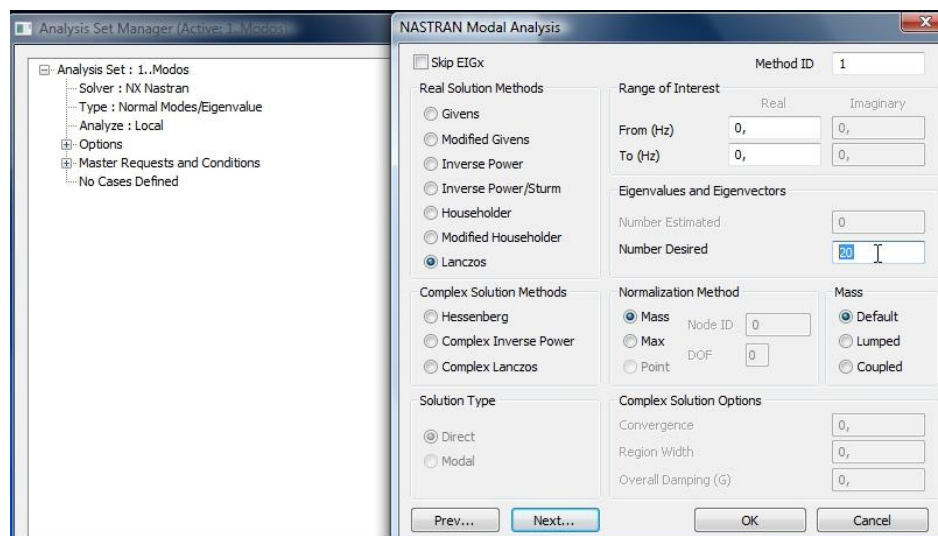 Analysis Set Manager (Active: 1..Modos)
Analysis Set : 1..Modos
Solver : NX Nastran
Type : Normal Modes/Eigenvalue
Analyze : Local
Options
Master Requests and Conditions
No Cases Defined
NASTRAN Modal Analysis
Skip EIGx
Method ID 1
Real Solution Methods
Givens
Modified Givens
Inverse Power
Inverse Power/Sturm
Householder
Modified Householder
Lanczos
Range of Interest
Real Imaginary
From (Hz) 0, 0,
To (Hz) 0, 0,
Eigenvalues and Eigenvectors
Number Estimated 0
Number Desired 20
Complex Solution Methods
Hessenberg
Complex Inverse Power
Complex Lanczos
Normalization Method
Mass
Max
Point
Node ID 0
DOF 0
Mass
Default
Lumped
Coupled
Solution Type
Direct
Modal
Complex Solution Options
Convergence 0,
Region Width 0,
Overall Damping (G) 0,
Prev... Next... OK Cancel